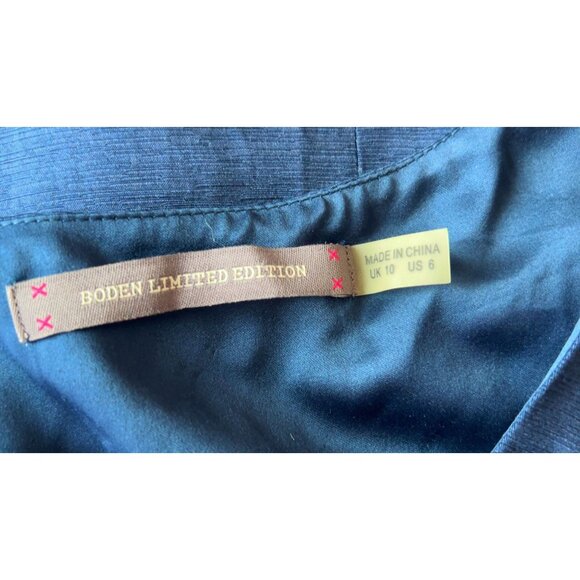 BODEN LIMITED EDITION
MADE IN CHINA
UK 10 US 6